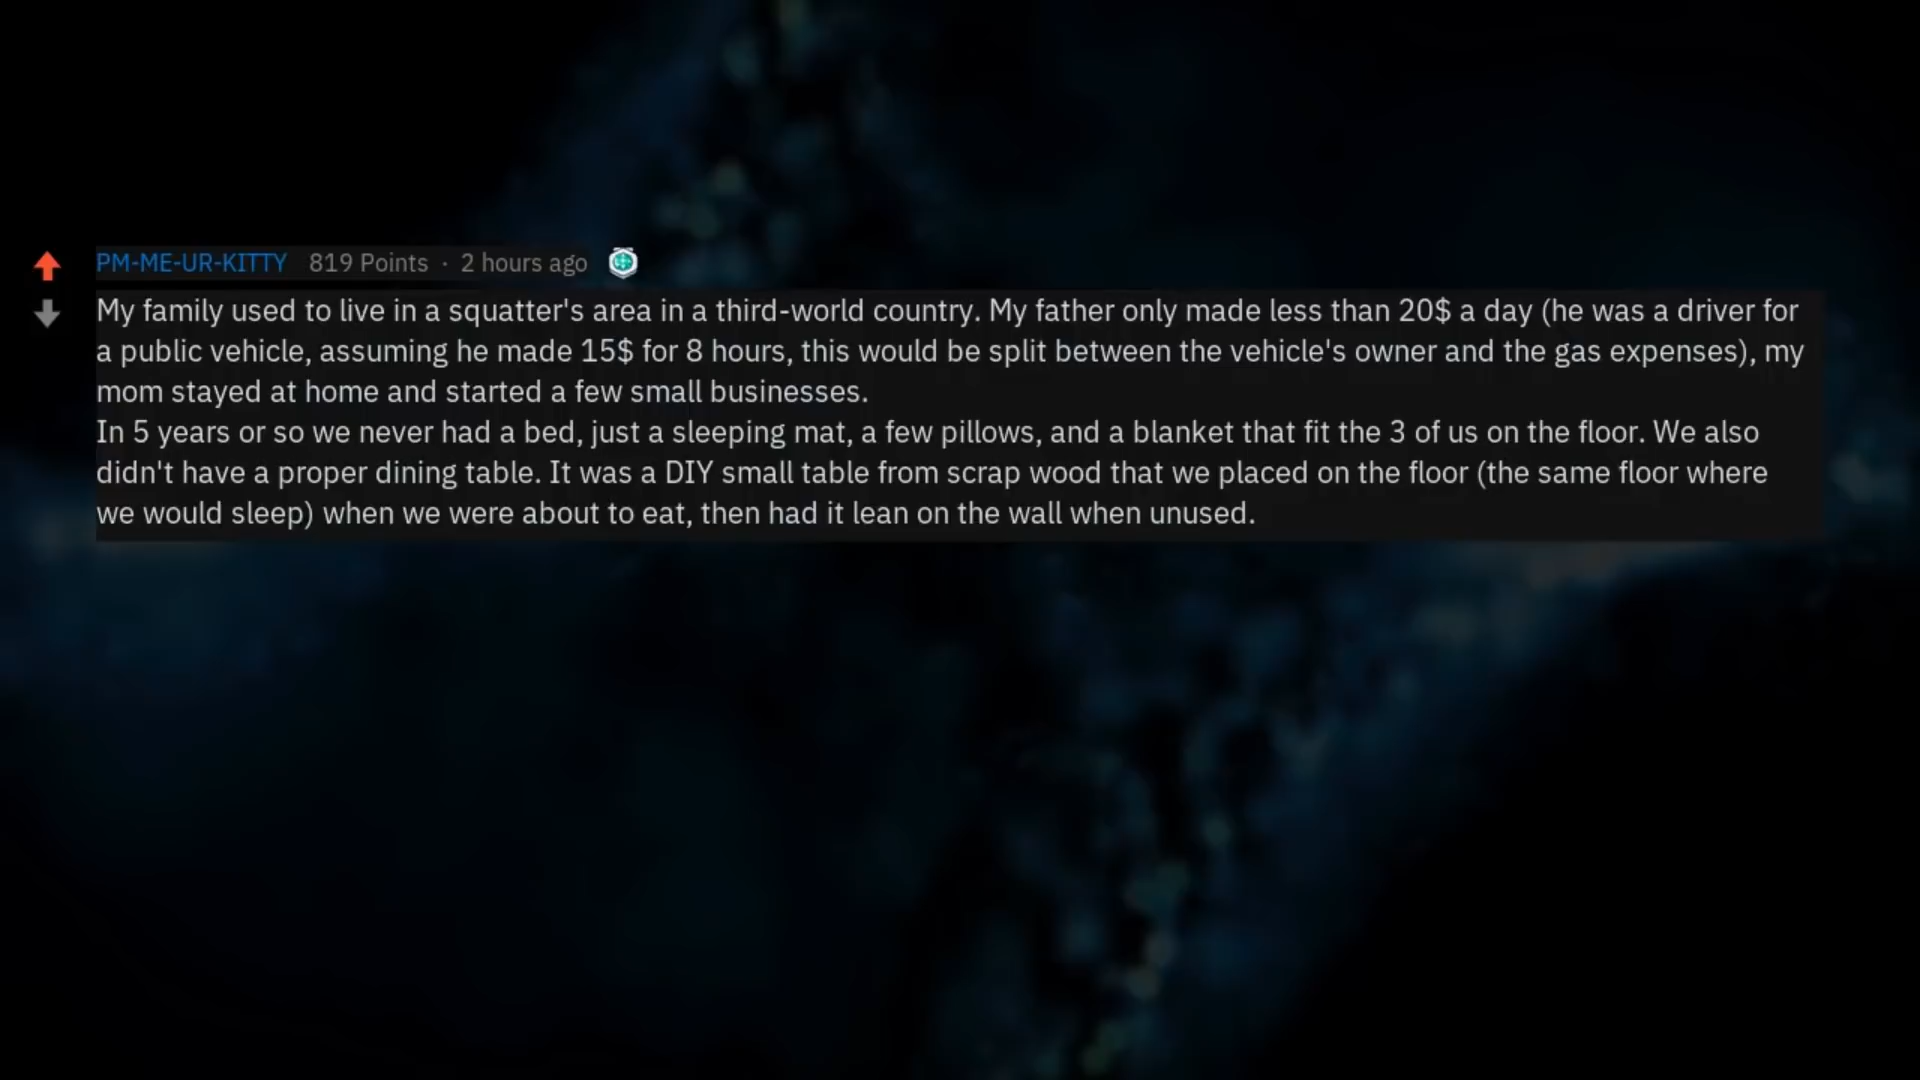 PM-ME-UR-KITTY 819 Points · 2 hours ago
My family used to live in a squatter's area in a third-world country. My father only made less than 20$ a day (he was a driver for
a public vehicle, assuming he made 15$ for 8 hours, this would be split between the vehicle's owner and the gas expenses), my
mom stayed at home and started a few small businesses.
In 5 years or so we never had a bed, just a sleeping mat, a few pillows, and a blanket that fit the 3 of us on the floor. We also
didn't have a proper dining table. It was a DIY small table from scrap wood that we placed on the floor (the same floor where
we would sleep) when we were about to eat, then had it lean on the wall when unused.